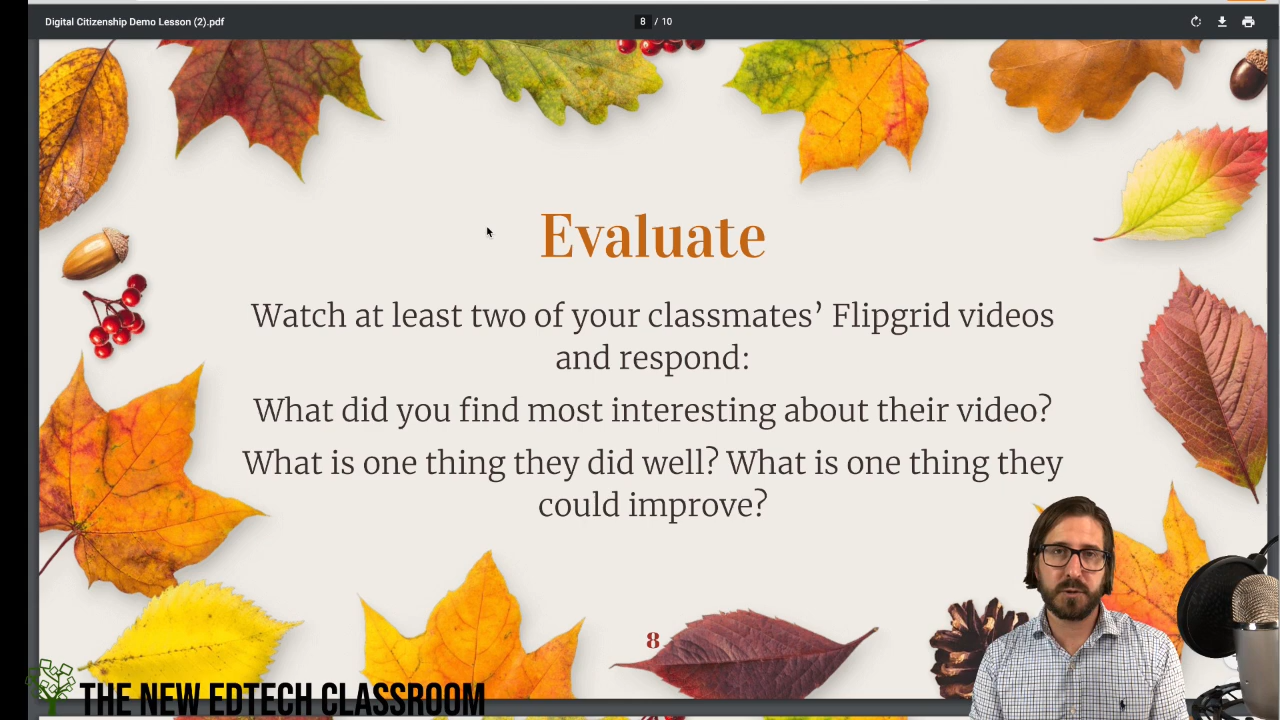 Digital Citizenship Demo Lesson (2).pdf
8 / 10
Evaluate
Watch at least two of your classmates’ Flipgrid videos
and respond:
What did you find most interesting about their video?
What is one thing they did well? What is one thing they
could improve?
8
THE NEW EDTECH CLASSROOM